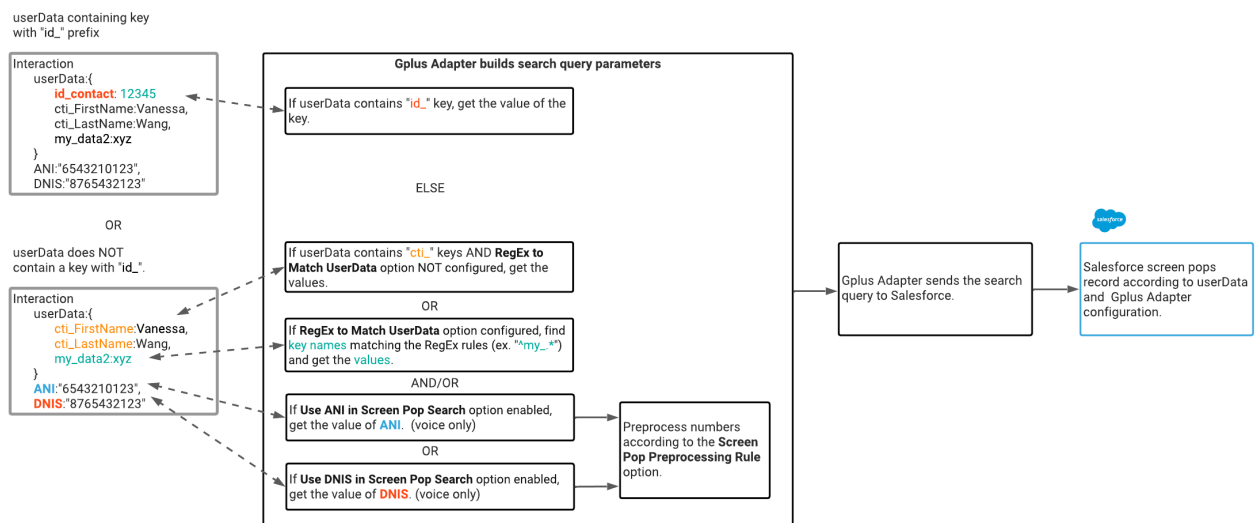 userData containing key
with "id_" prefix
Interaction
userData:{
id_contact: 12345
cti_FirstName:Vanessa,
cti_LastName:Wang,
my_data2:xyz
}
ANI:"6543210123",
DNIS:"8765432123"
OR
userData does NOT
contain a key with "id_".
Interaction
userData:{
cti_FirstName:Vanessa,
cti_LastName:Wang,
my_data2:xyz
}
ANI:"6543210123",
DNIS:"8765432123"
Gplus Adapter builds search query parameters
If userData contains "id_" key, get the value of the
key.
ELSE
If userData contains "cti_" keys AND RegEx to
Match UserData option NOT configured, get the
values.
OR
If RegEx to Match UserData option configured, find
key names matching the RegEx rules (ex. "^my_.*")
and get the values.
AND/OR
If Use ANI in Screen Pop Search option enabled,
get the value of ANI. (voice only)
OR
If Use DNIS in Screen Pop Search option enabled,
get the value of DNIS. (voice only)
Preprocess numbers
according to the Screen
Pop Preprocessing Rule
option.
Gplus Adapter sends the search
query to Salesforce.
salesforce
Salesforce screen pops
record according to userData
and Gplus Adapter
configuration.